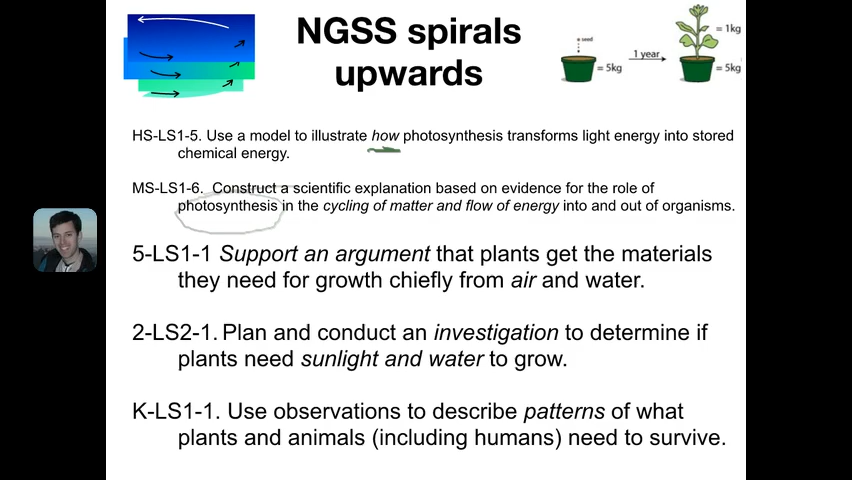 NGSS spirals
upwards
seed
= 5kg
1 year
= 1kg
= 5kg
HS-LS1-5. Use a model to illustrate how photosynthesis transforms light energy into stored
chemical energy.
MS-LS1-6. Construct a scientific explanation based on evidence for the role of
photosynthesis in the cycling of matter and flow of energy into and out of organisms.
5-LS1-1 Support an argument that plants get the materials
they need for growth chiefly from air and water.
2-LS2-1. Plan and conduct an investigation to determine if
plants need sunlight and water to grow.
K-LS1-1. Use observations to describe patterns of what
plants and animals (including humans) need to survive.